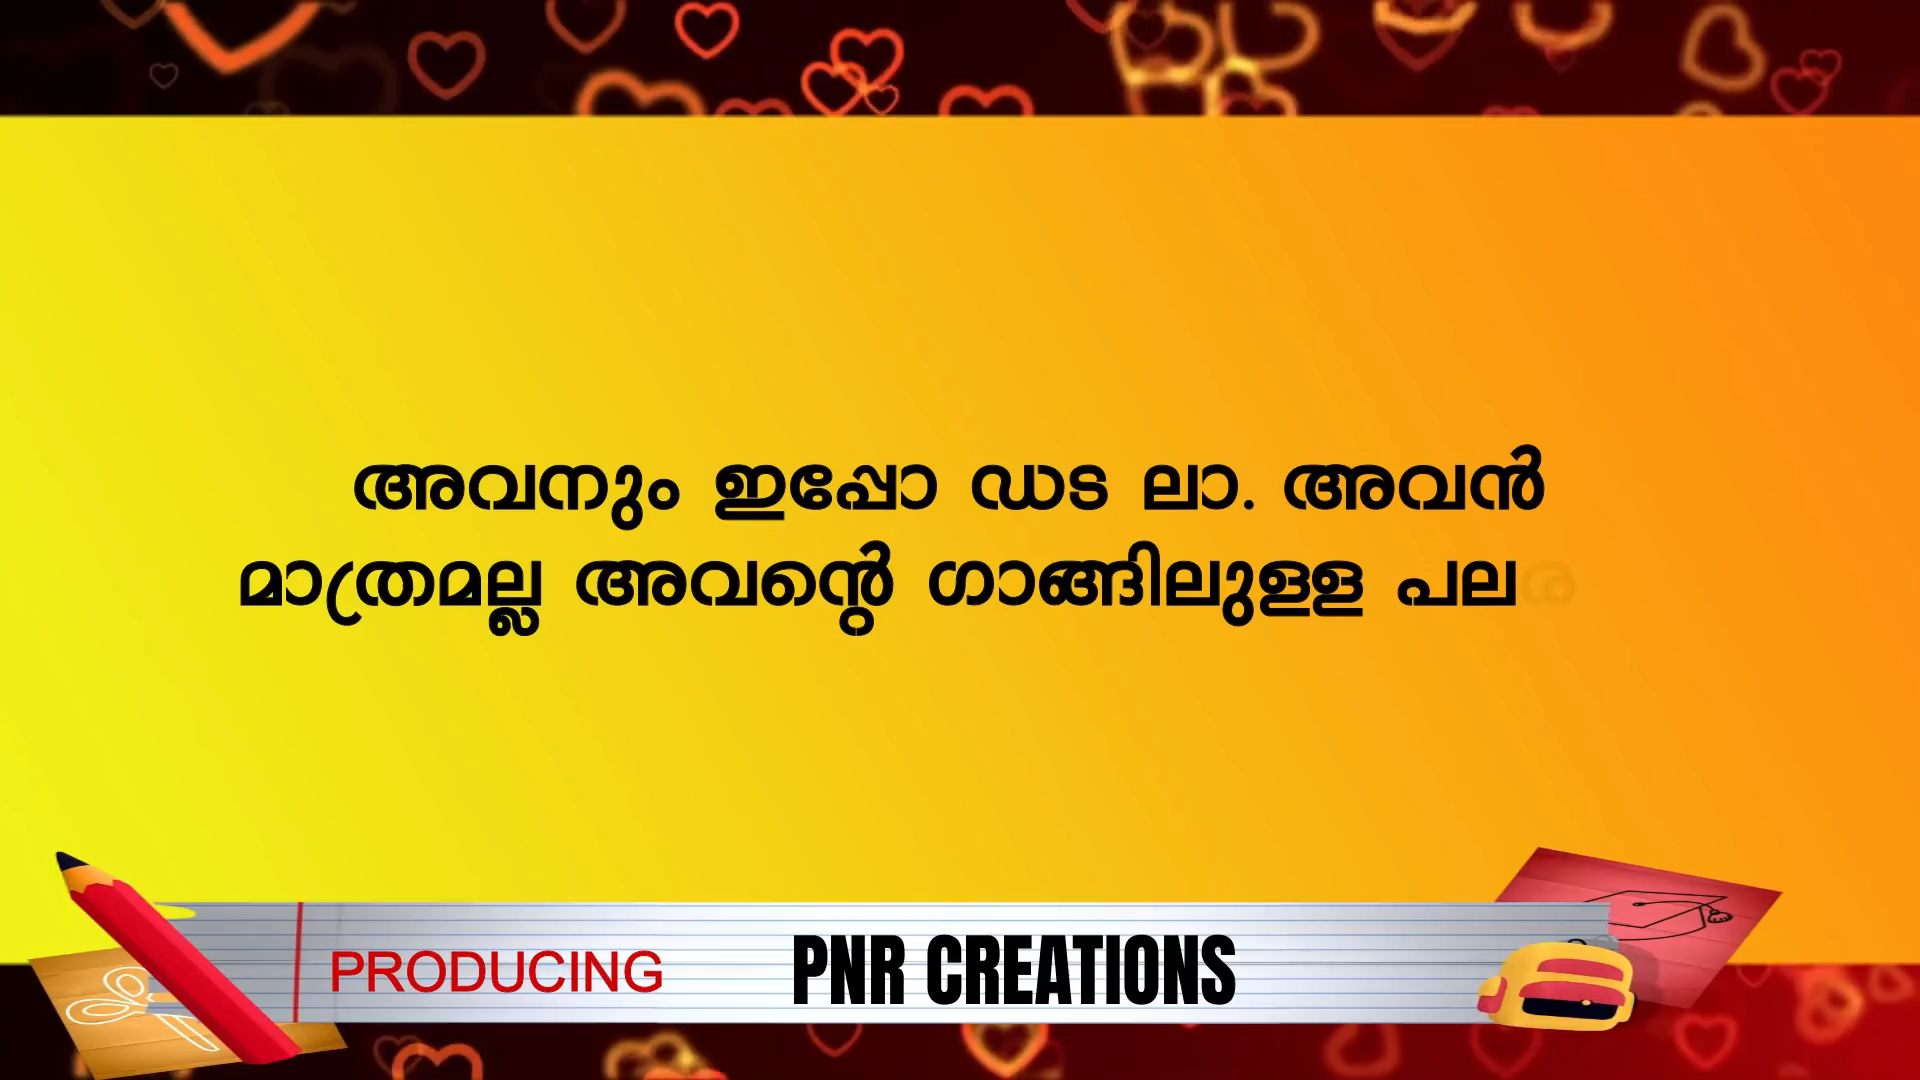 അവനും ഇപ്പോ ഡട ലാ. അവൻ
മാത്രമല്ല അവന്റെ ഗാങ്ങിലുള്ള പല
PRODUCING PNR CREATIONS